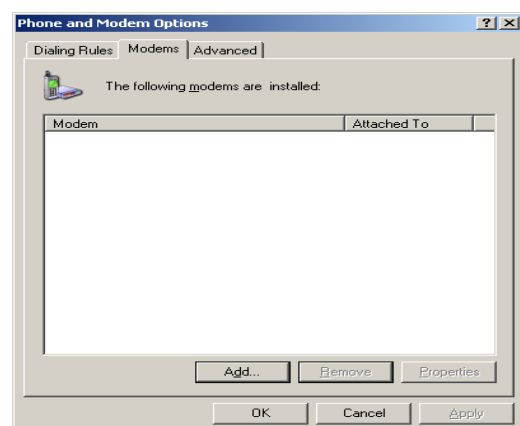 Phone and Modem Options
Dialing Rules Modems Advanced
The following modems are installed:
Modem Attached To
Add... Remove Properties
OK Cancel Apply